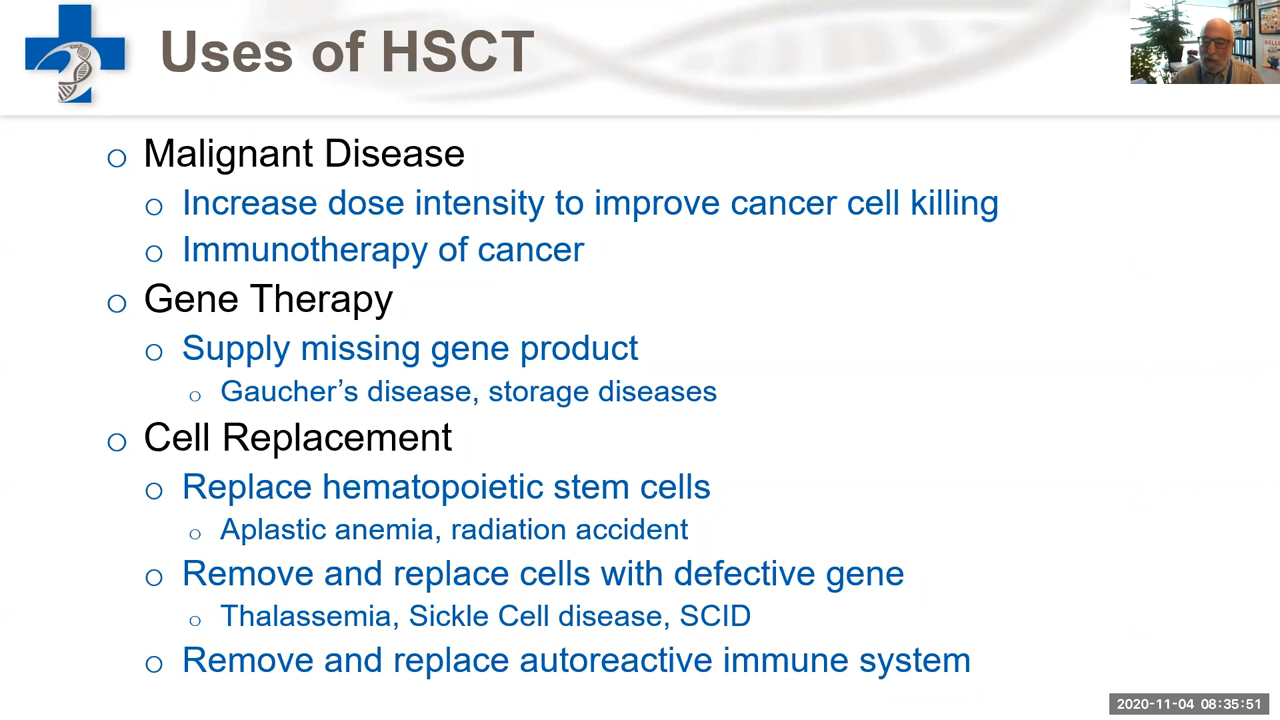 Uses of HSCT
o Malignant Disease
o Increase dose intensity to improve cancer cell killing
o Immunotherapy of cancer
o Gene Therapy
o Supply missing gene product
o Gaucher’s disease, storage diseases
o Cell Replacement
o Replace hematopoietic stem cells
o Aplastic anemia, radiation accident
o Remove and replace cells with defective gene
o Thalassemia, Sickle Cell disease, SCID
o Remove and replace autoreactive immune system
2020-11-04 08:35:51